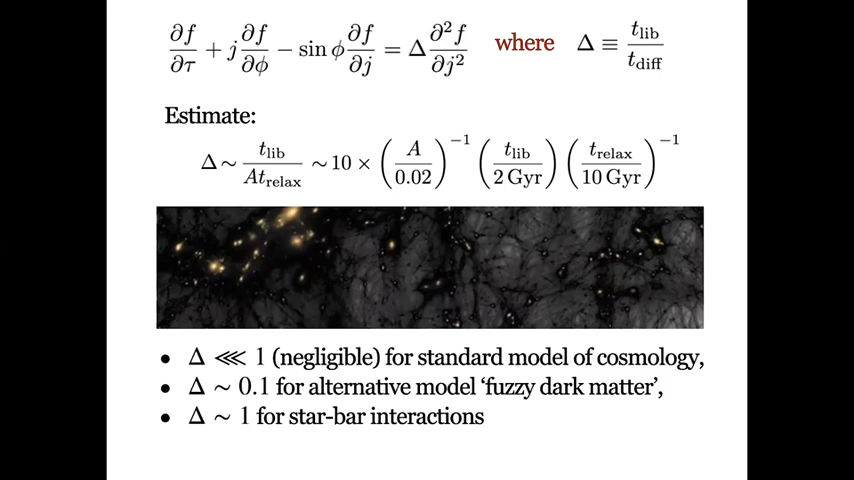 ∂f/∂τ + j ∂f/∂ϕ − sin ϕ ∂f/∂j = Δ ∂²f/∂j² where Δ ≡ t_lib/t_diff
Estimate:
Δ ∼ t_lib/(A t_relax) ∼ 10 × (A/0.02)⁻¹ (t_lib/2 Gyr) (t_relax/10 Gyr)⁻¹
• Δ ⋘ 1 (negligible) for standard model of cosmology,
• Δ ∼ 0.1 for alternative model ‘fuzzy dark matter’,
• Δ ∼ 1 for star-bar interactions